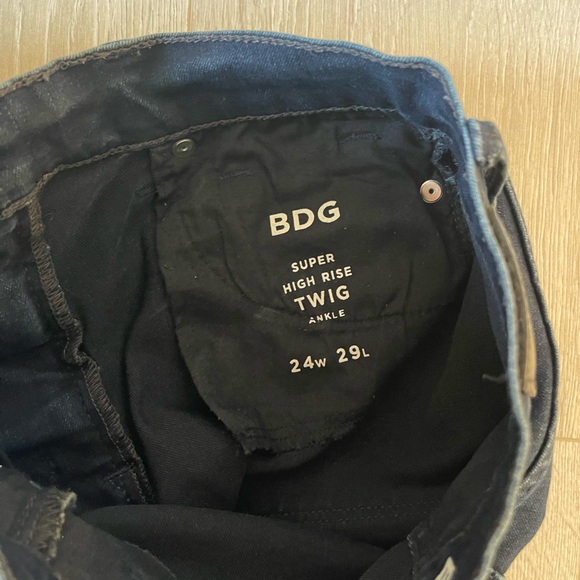 BDG
SUPER
HIGH RISE
TWIG
ANKLE
24W 29L